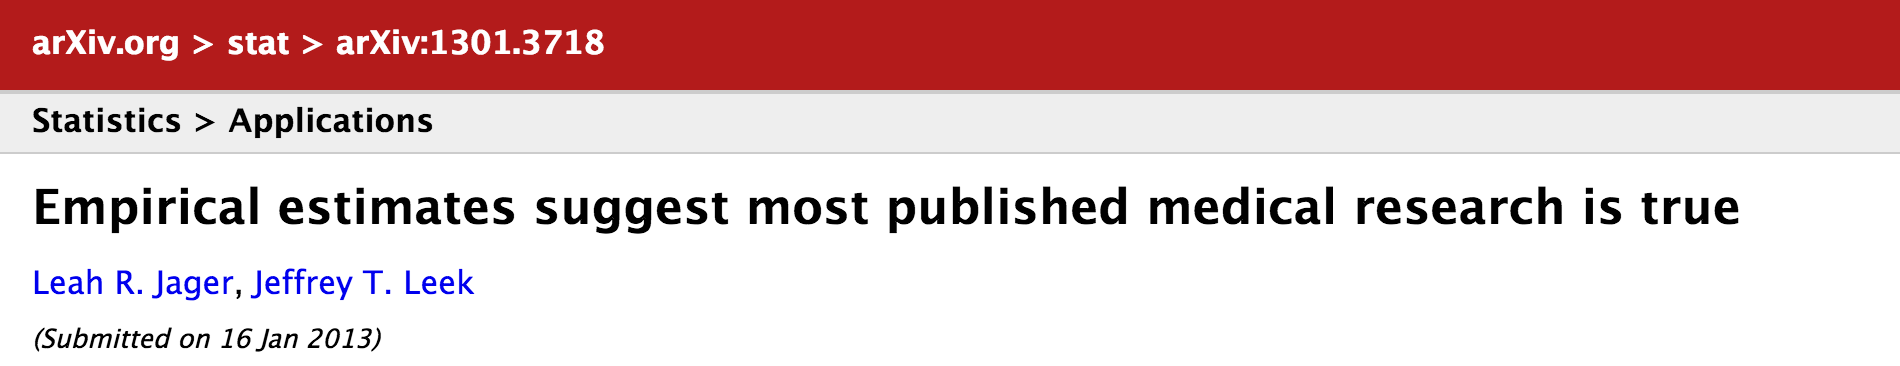 arXiv.org > stat > arXiv:1301.3718
Statistics > Applications
Empirical estimates suggest most published medical research is true
Leah R. Jager, Jeffrey T. Leek
(Submitted on 16 Jan 2013)